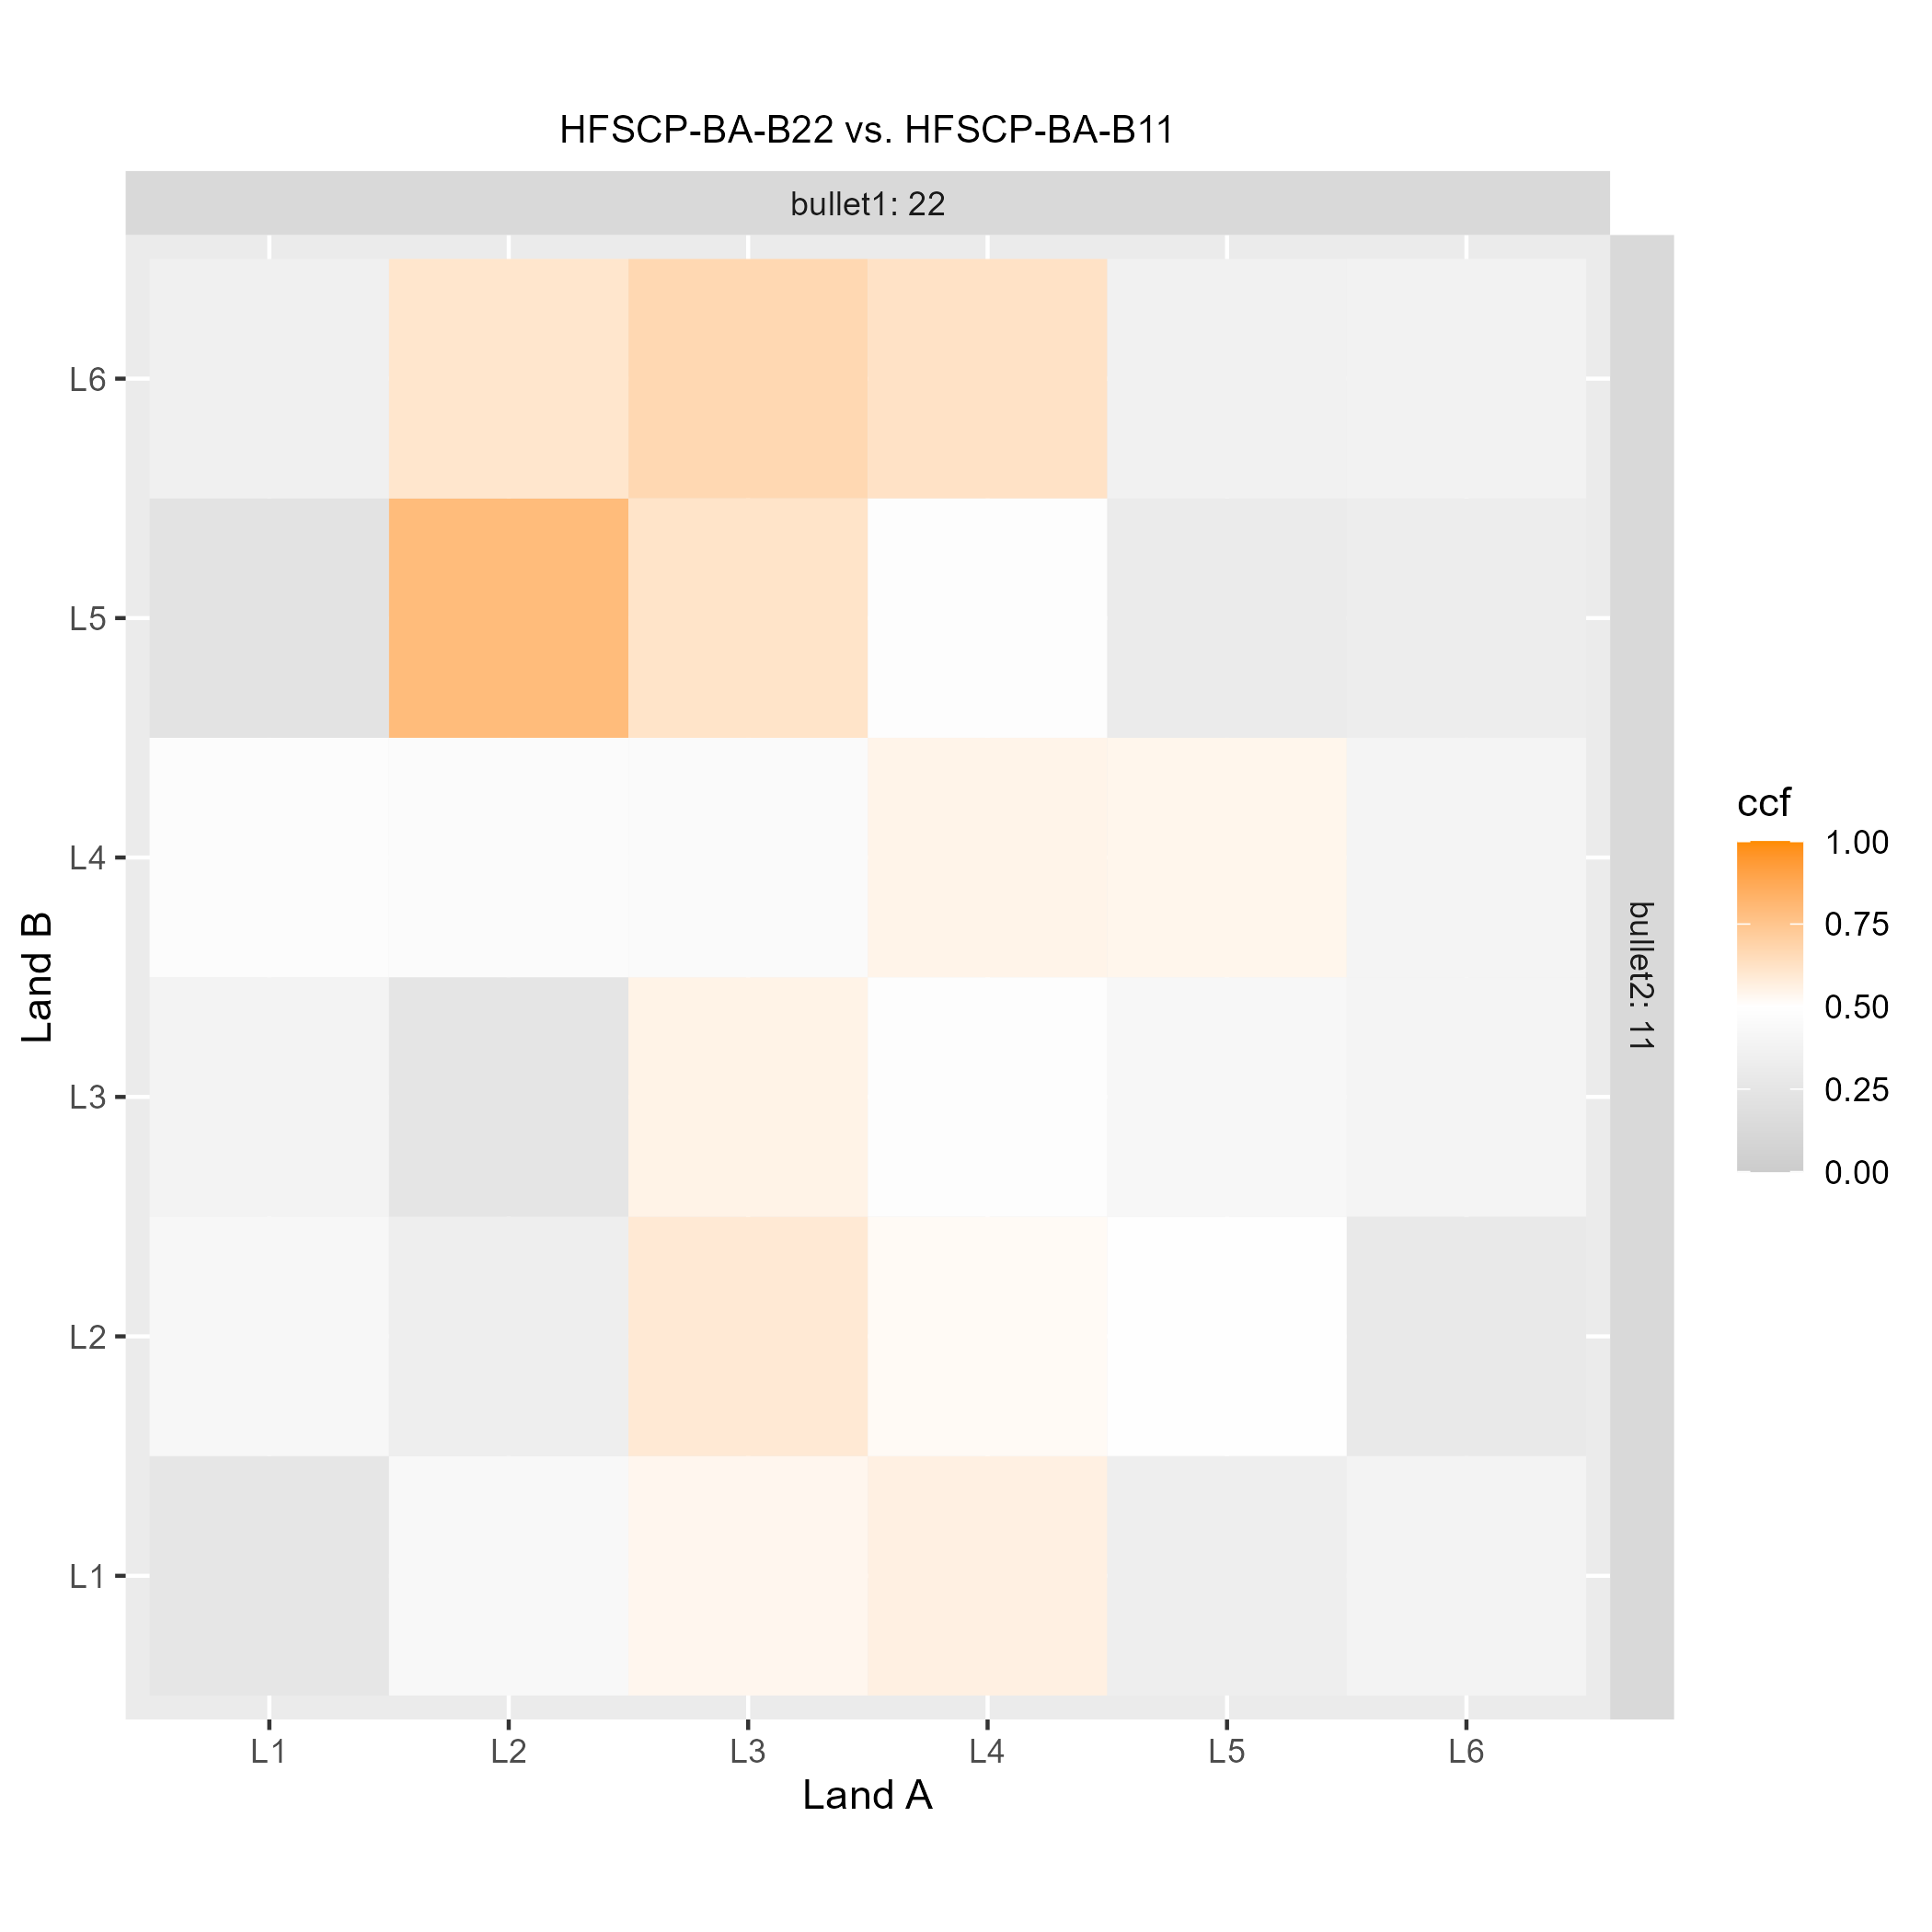 HFSCP-BA-B22 vs. HFSCP-BA-B11
bullet1: 22
L6
L5
L4
L3
L2
L1
Land B
bullet2: 11
L1 L2 L3 L4 L5 L6
Land A
ccf
1.00
0.75
0.50
0.25
0.00